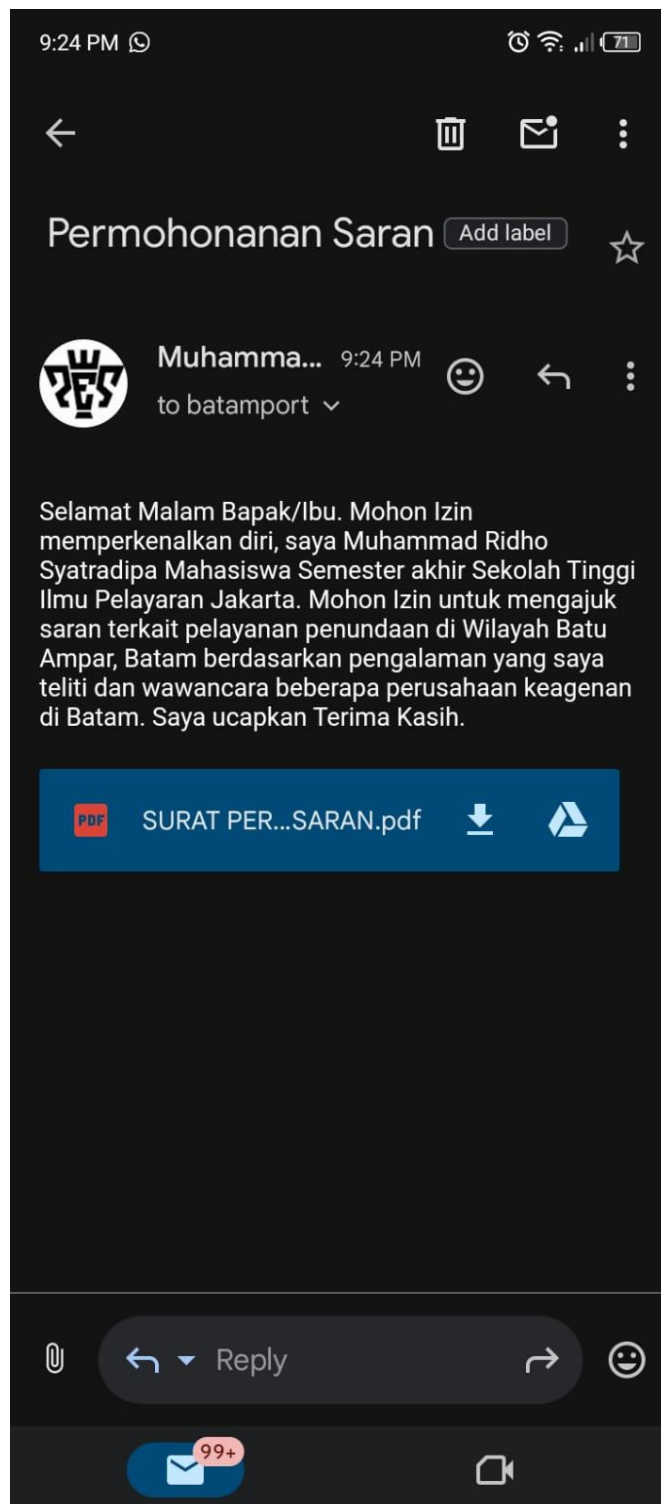 9:24 PM
71
Permohonanan Saran Add label
Muhamma... 9:24 PM
to batamport
Selamat Malam Bapak/Ibu. Mohon Izin
memperkenalkan diri, saya Muhammad Ridho
Syatradipa Mahasiswa Semester akhir Sekolah Tinggi
Ilmu Pelayaran Jakarta. Mohon Izin untuk mengajuk
saran terkait pelayanan penundaan di Wilayah Batu
Ampar, Batam berdasarkan pengalaman yang saya
teliti dan wawancara beberapa perusahaan keagenan
di Batam. Saya ucapkan Terima Kasih.
PDF SURAT PER...SARAN.pdf
Reply
99+